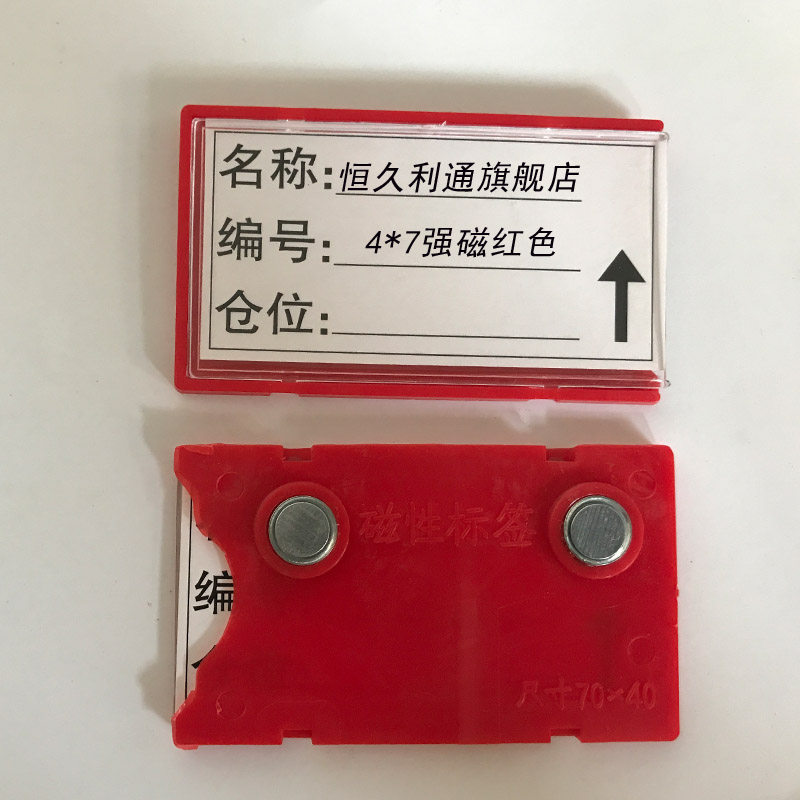 名称:恒久利通旗舰店
编号:4*7强磁红色
仓位:
磁性标签
编
尺寸70×40